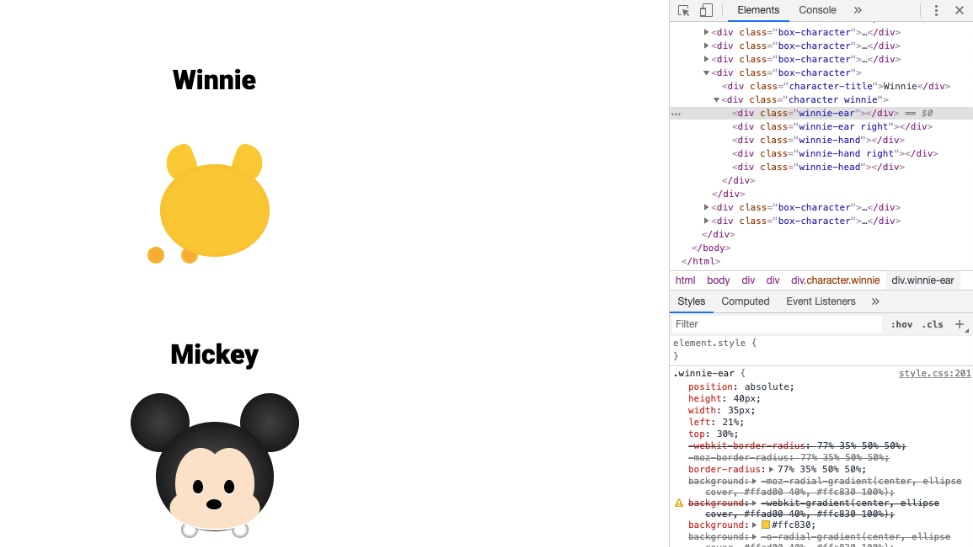 Elements Console »
▶<div class="box-character">…</div>
▶<div class="box-character">…</div>
▶<div class="box-character">…</div>
▼<div class="box-character">
<div class="character-title">Winnie</div>
▼<div class="character winnie">
… <div class="winnie-ear"></div> == $0
<div class="winnie-ear right"></div>
<div class="winnie-hand"></div>
<div class="winnie-hand right"></div>
<div class="winnie-head"></div>
</div>
</div>
▶<div class="box-character">…</div>
▶<div class="box-character">…</div>
</div>
</body>
</html>
html body div div div.character.winnie div.winnie-ear
Styles Computed Event Listeners »
Filter :hov .cls +
element.style {
}
.winnie-ear { style.css:201
position: absolute;
height: 40px;
width: 35px;
left: 21%;
top: 30%;
-webkit-border-radius: 77% 35% 50% 50%;
-moz-border-radius: 77% 35% 50% 50%;
border-radius:▶77% 35% 50% 50%;
background:▶-moz-radial-gradient(center, ellipse
cover, #ffad00 40%, #ffc830 100%);
background:▶-webkit-gradient(center, ellipse
cover, #ffad00 40%, #ffc830 100%);
background:▶#ffc830;
background:▶-o-radial-gradient(center, ellipse
cover, #ffad00 40%, #ffc830 100%);
Winnie
Mickey